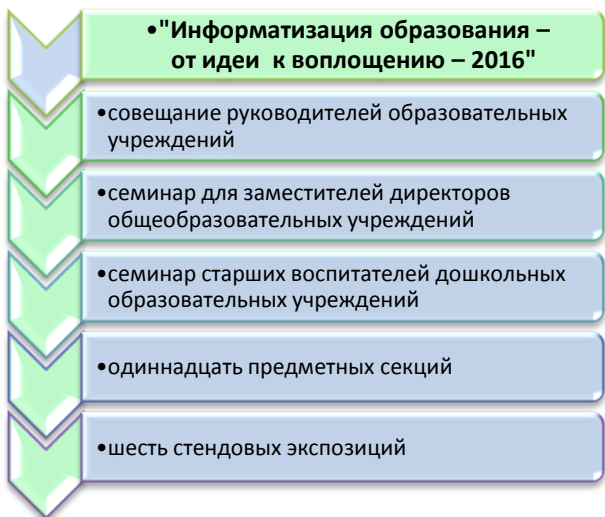 •"Информатизация образования –
от идеи к воплощению – 2016"
•совещание руководителей образовательных
учреждений
•семинар для заместителей директоров
общеобразовательных учреждений
•семинар старших воспитателей дошкольных
образовательных учреждений
•одиннадцать предметных секций
•шесть стендовых экспозиций